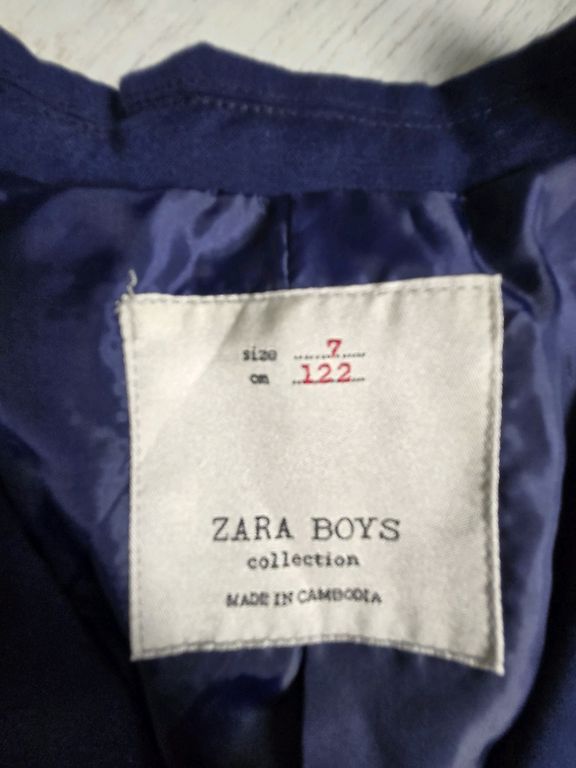 size 7
cm 122
ZARA BOYS
collection
MADE IN CAMBODIA